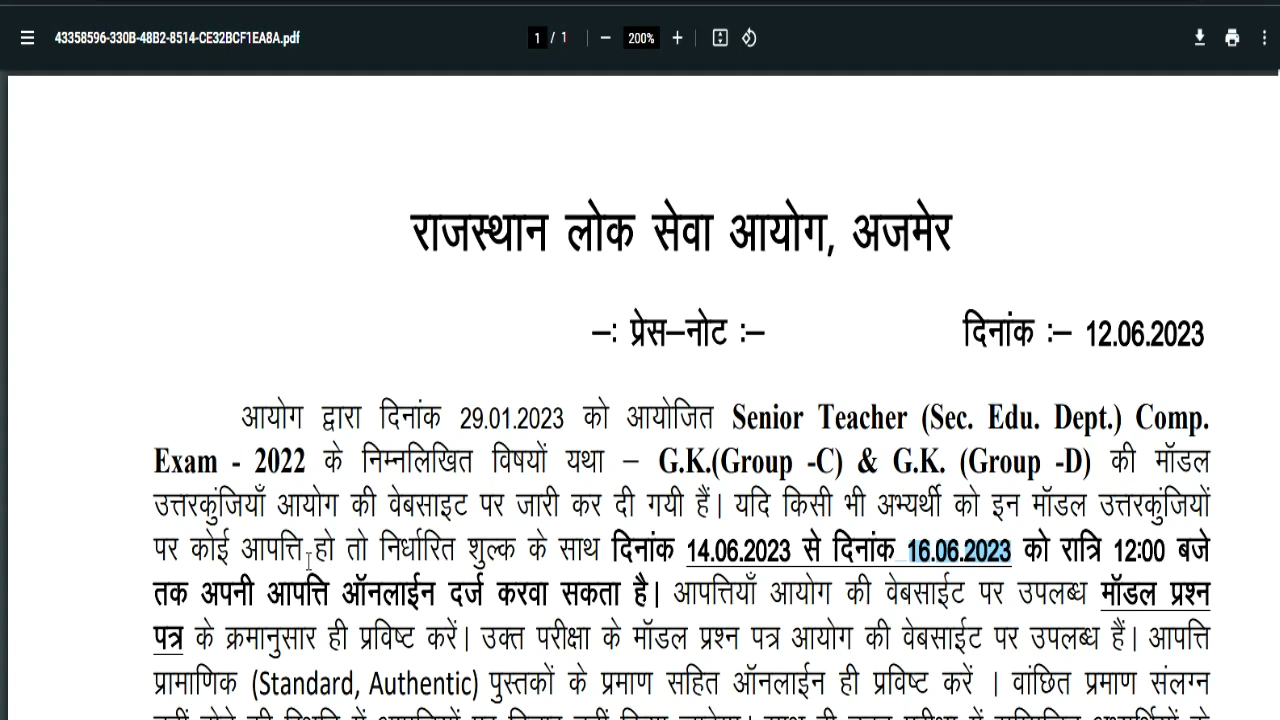 43358596-330B-48B2-8514-CE32BCF1EA8A.pdf 1 / 1 200%
राजस्थान लोक सेवा आयोग, अजमेर
–: प्रेस–नोट :– दिनांक :– 12.06.2023
आयोग द्वारा दिनांक 29.01.2023 को आयोजित Senior Teacher (Sec. Edu. Dept.) Comp.
Exam - 2022 के निम्नलिखित विषयों यथा – G.K.(Group -C) & G.K. (Group -D) की मॉडल
उत्तरकुंजियाँ आयोग की वेबसाइट पर जारी कर दी गयी हैं। यदि किसी भी अभ्यर्थी को इन मॉडल उत्तरकुंजियों
पर कोई आपत्ति हो तो निर्धारित शुल्क के साथ दिनांक 14.06.2023 से दिनांक 16.06.2023 को रात्रि 12:00 बजे
तक अपनी आपत्ति ऑनलाईन दर्ज करवा सकता है। आपत्तियाँ आयोग की वेबसाईट पर उपलब्ध मॉडल प्रश्न
पत्र के क्रमानुसार ही प्रविष्ट करें। उक्त परीक्षा के मॉडल प्रश्न पत्र आयोग की वेबसाईट पर उपलब्ध हैं। आपत्ति
प्रामाणिक (Standard, Authentic) पुस्तकों के प्रमाण सहित ऑनलाईन ही प्रविष्ट करें । वांछित प्रमाण संलग्न